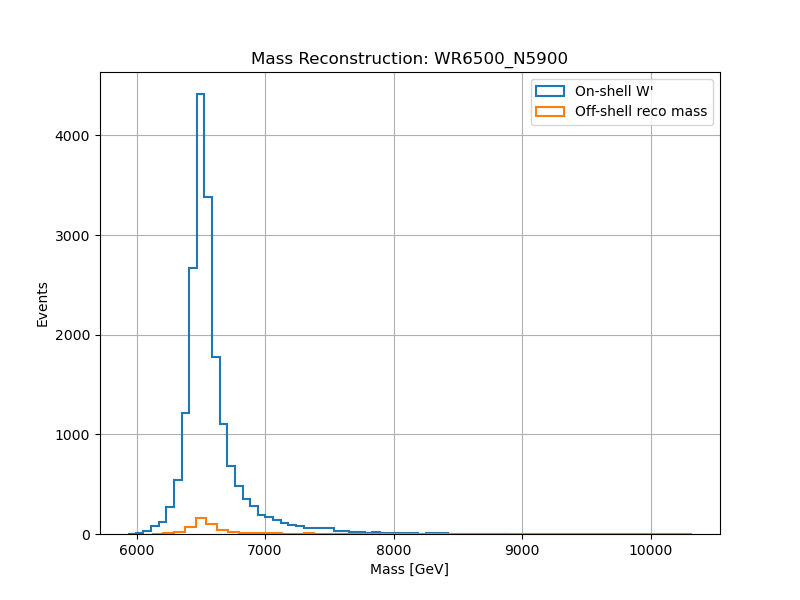 Mass Reconstruction: WR6500_N5900
On-shell W'
Off-shell reco mass
4000
3000
2000
1000
0
Events
6000 7000 8000 9000 10000
Mass [GeV]